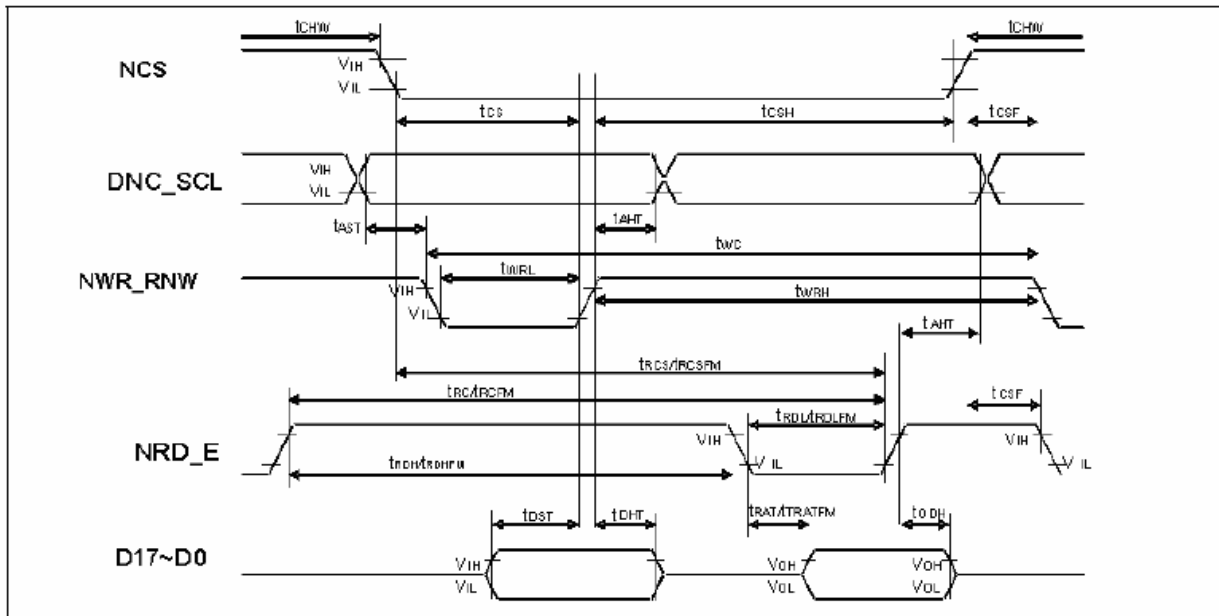 tCHW tCHW
NCS VIH
VIL
tCS tCSH tCSF
DNC_SCL VIH
VIL
tAST tAHT
tWC
NWR_RNW tWRL
VIH tWRH
VIL
tAHT
tRCS/tRCSFM
tRC/tRCFM tCSF
tRDL/tRDLFM
NRD_E VIH VIH
VIL VIL
tRDH/tRDHFM
tDST tDHT tRAT/tTRATFM tODH
D17~D0 VIH VOH VOH
VIL VOL VOL